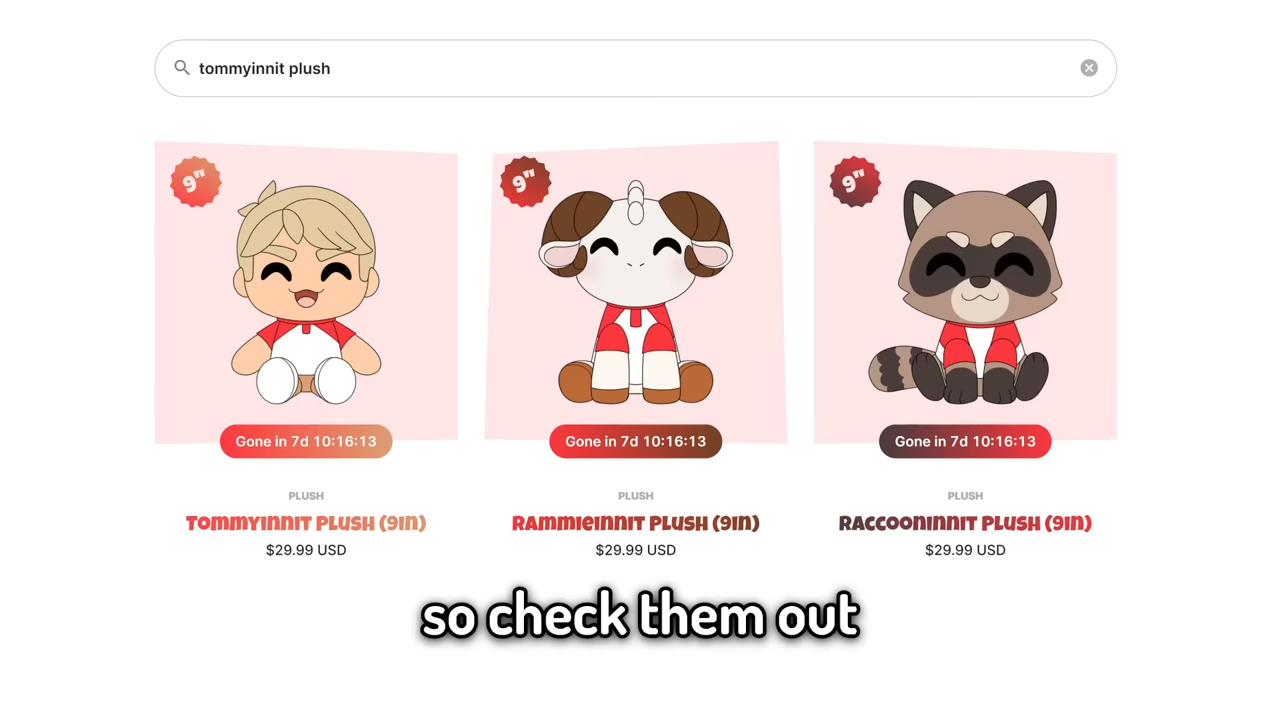 tommyinnit plush
9"
9"
9"
Gone in 7d 10:16:13
Gone in 7d 10:16:13
Gone in 7d 10:16:13
PLUSH
PLUSH
PLUSH
TommyInnit Plush (9in)
RammieInnit Plush (9in)
RaccoonInnit Plush (9in)
$29.99 USD
$29.99 USD
$29.99 USD
so check them out